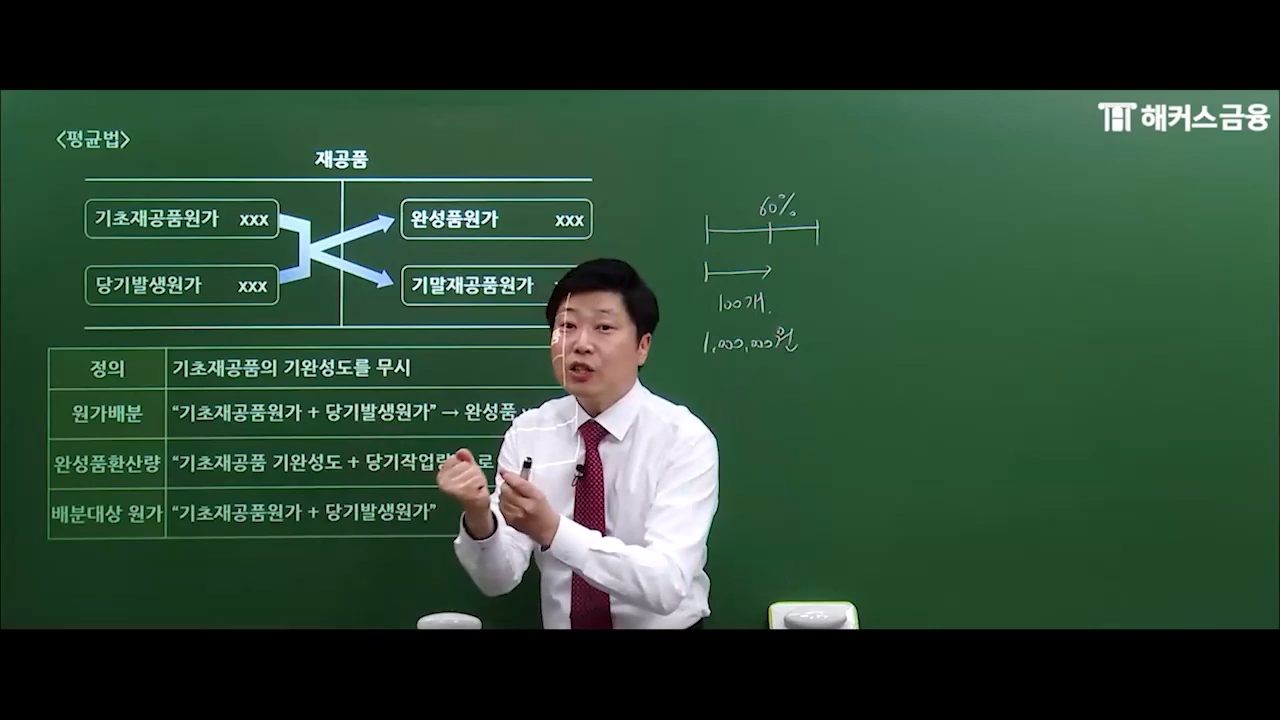 해커스금융
<평균법>
재공품
기초재공품원가 xxx
완성품원가 xxx
당기발생원가 xxx
기말재공품원가
정의 기초재공품의 기완성도를 무시
원가배분 “기초재공품원가 + 당기발생원가” → 완성품
완성품환산량 “기초재공품 기완성도 + 당기작업량”으로
배분대상 원가 “기초재공품원가 + 당기발생원가”
60%
100개.
1,000,000원